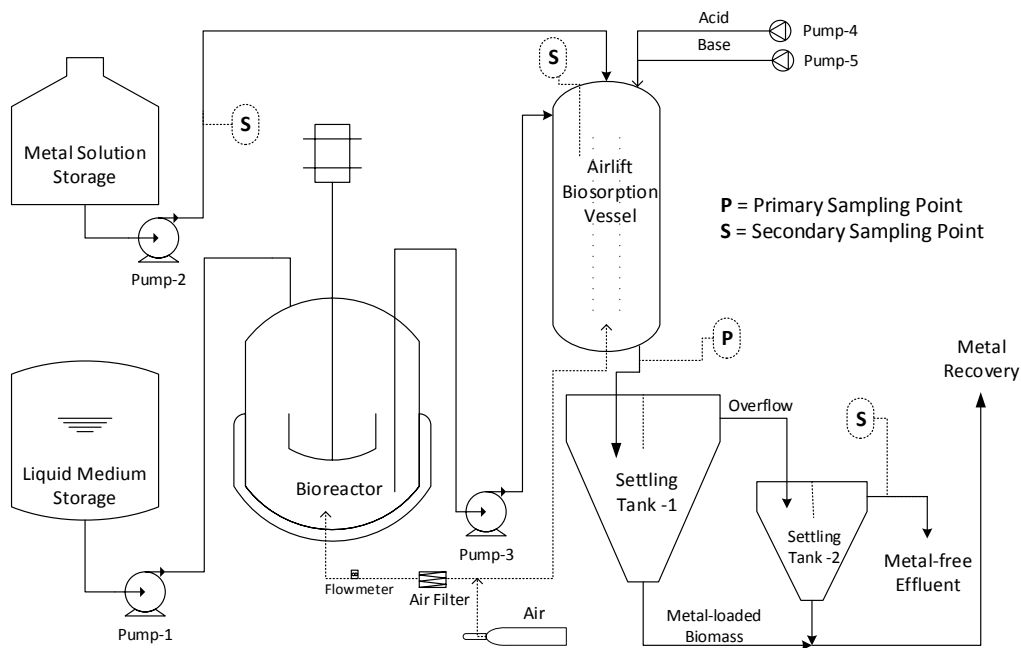 Acid
Pump-4
Base
Pump-5
S
S
Metal Solution
Storage
Airlift
Biosorption
Vessel
P = Primary Sampling Point
S = Secondary Sampling Point
Pump-2
P
Metal
Recovery
Overflow
S
Liquid Medium
Storage
Bioreactor
Settling
Tank -1
Settling
Tank -2
Pump-3
Metal-free
Effluent
Flowmeter
Air Filter
Air
Metal-loaded
Biomass
Pump-1